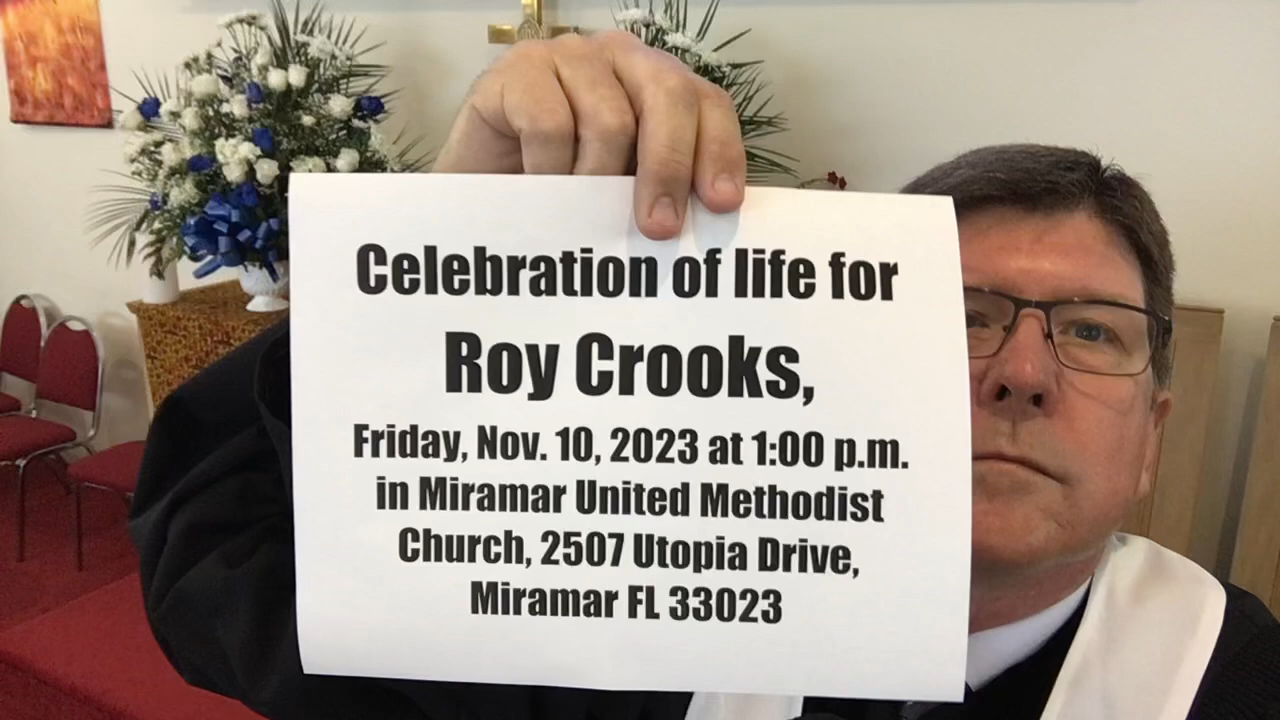 Celebration of life for
Roy Crooks,
Friday, Nov. 10, 2023 at 1:00 p.m.
in Miramar United Methodist
Church, 2507 Utopia Drive,
Miramar FL 33023